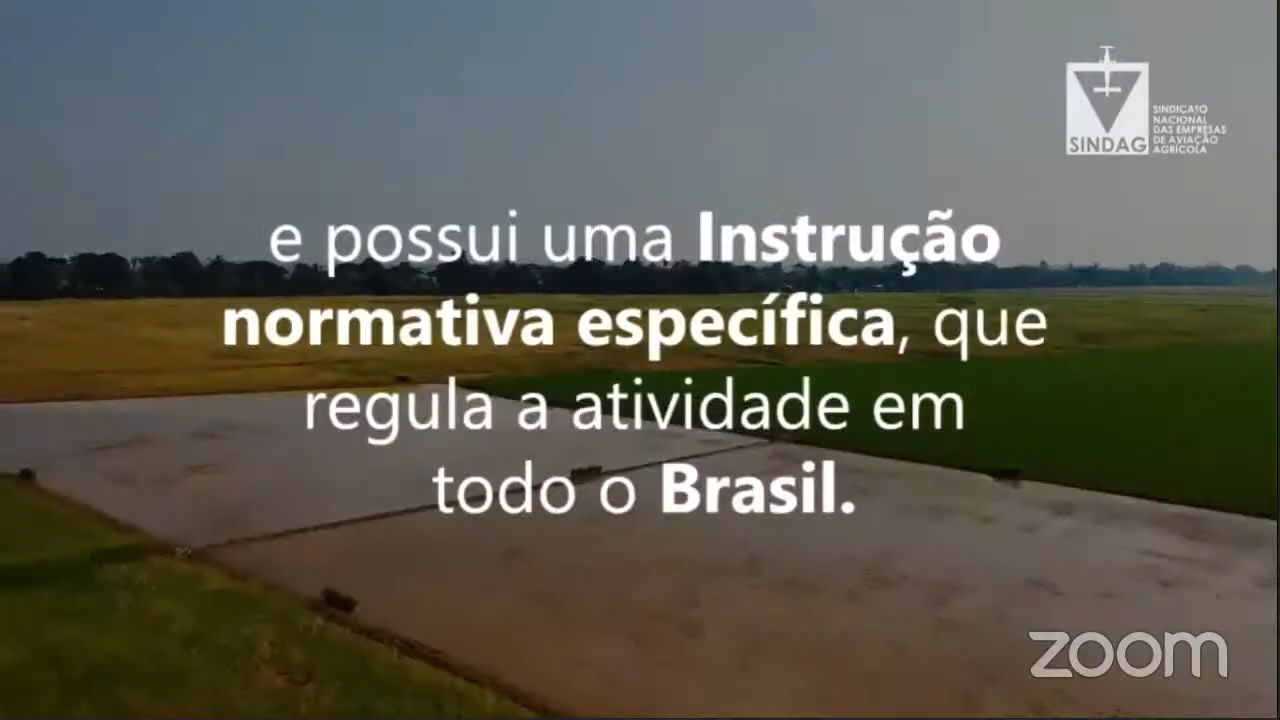 SINDAG
SINDICATO
NACIONAL
DAS EMPRESAS
DE AVIAÇÃO
AGRÍCOLA
e possui uma Instrução
normativa específica, que
regula a atividade em
todo o Brasil.
zoom